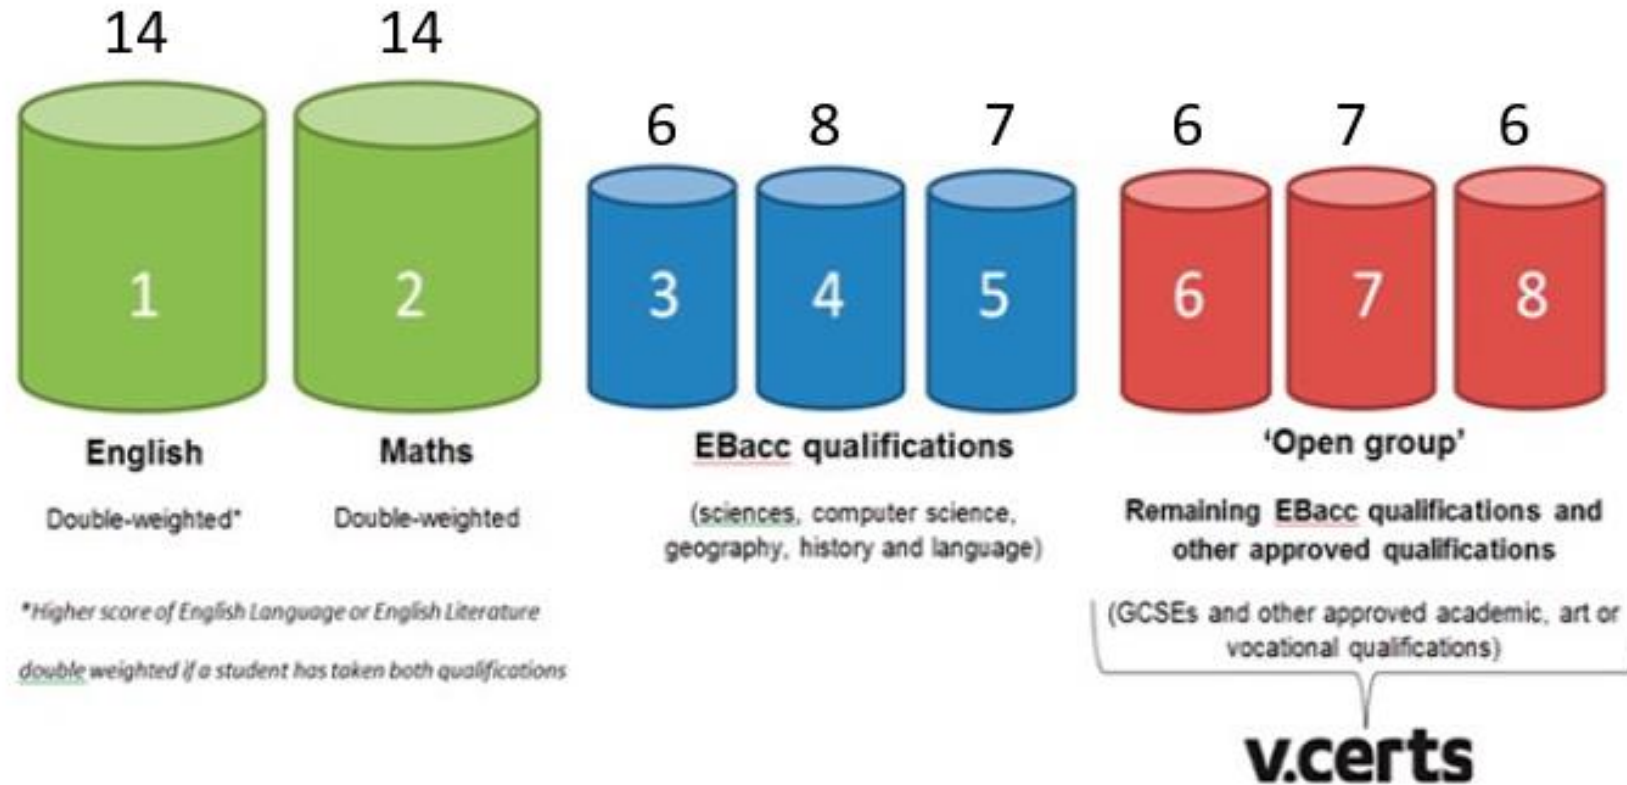 14 14
6 8 7 6 7 6
1 2 3 4 5 6 7 8
English
Double-weighted*
Maths
Double-weighted
*Higher score of English Language or English Literature
double weighted if a student has taken both qualifications
EBacc qualifications
(sciences, computer science,
geography, history and language)
'Open group'
Remaining EBacc qualifications and
other approved qualifications
(GCSEs and other approved academic, art or
vocational qualifications)
v.certs